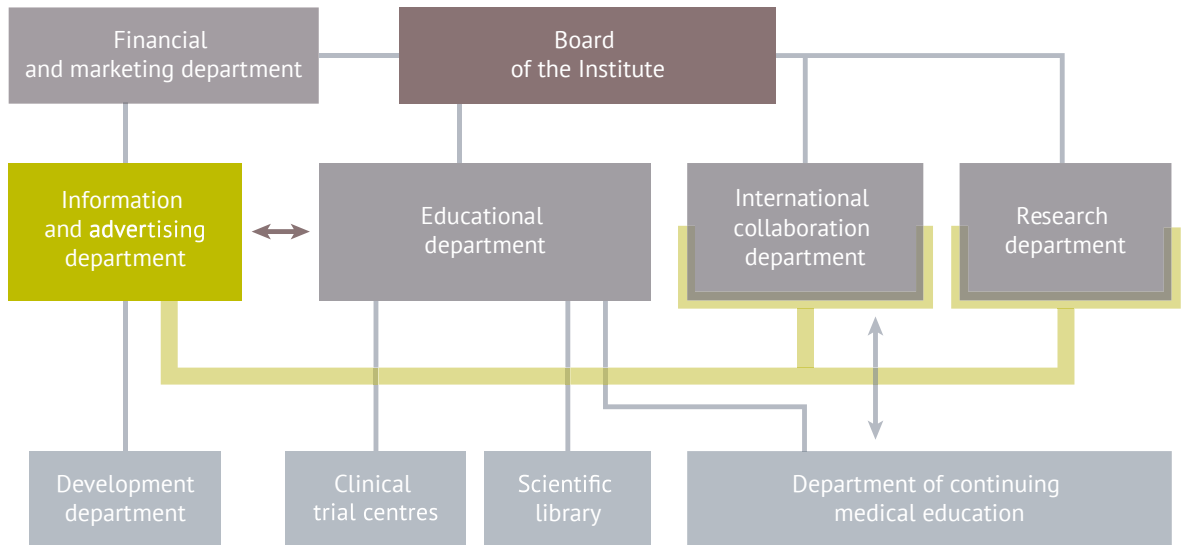 Financial
and marketing department
Board
of the Institute
Information
and advertising
department
Educational
department
International
collaboration
department
Research
department
Development
department
Clinical
trial centres
Scientific
library
Department of continuing
medical education